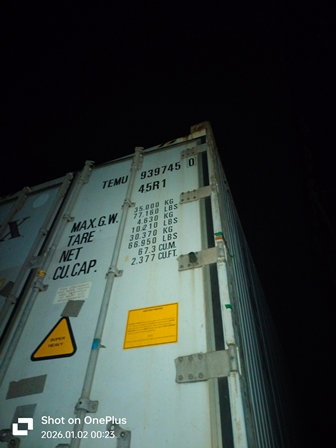 TEMU 939745 0
45R1
MAX.G.W. 35.000 KG
77.160 LBS
TARE 4.630 KG
10.210 LBS
NET 30.370 KG
66.950 LBS
CU.CAP. 67.3 CU.M.
2.377 CU.FT.
SUPER
HEAVY
X
Shot on OnePlus
2026.01.02 00:23